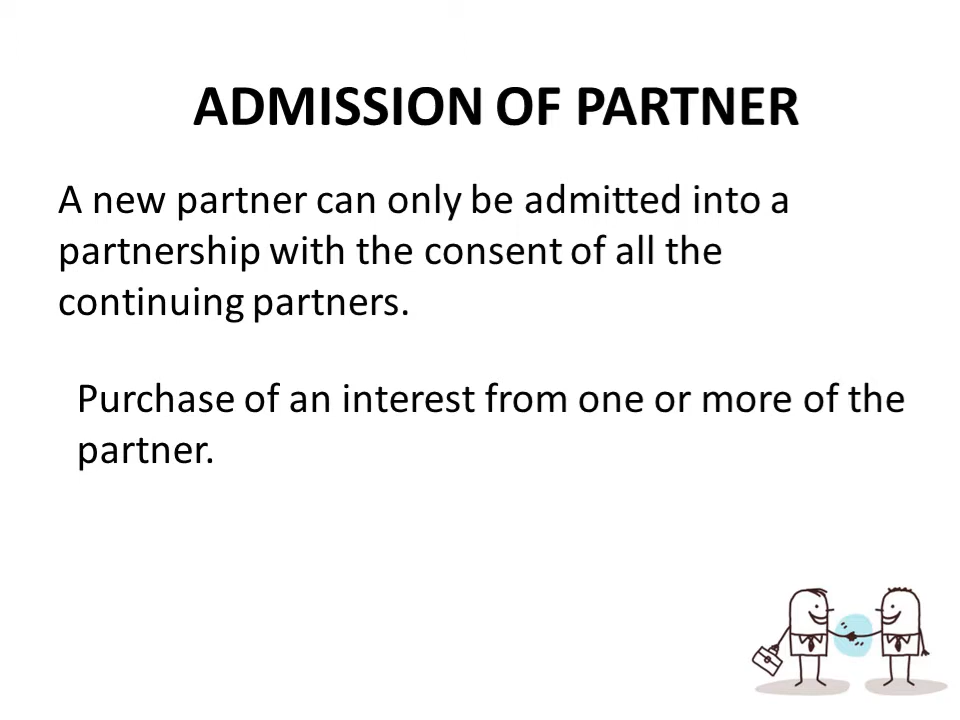 ADMISSION OF PARTNER
A new partner can only be admitted into a
partnership with the consent of all the
continuing partners.
Purchase of an interest from one or more of the
partner.